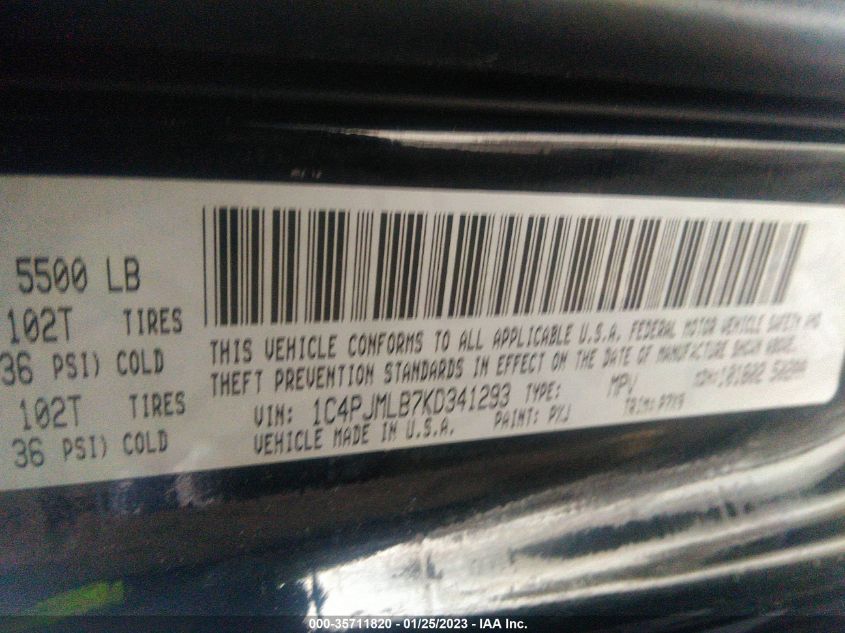 5500 LB
102T TIRES
36 PSI) COLD
102T TIRES
36 PSI) COLD
THIS VEHICLE CONFORMS TO ALL APPLICABLE U.S.A. FEDERAL MOTOR VEHICLE SAFETY AND
THEFT PREVENTION STANDARDS IN EFFECT ON THE DATE OF MANUFACTURE SHOWN ABOVE.
VIN: 1C4PJMLB7KD341293 TYPE: MPV
VEHICLE MADE IN U.S.A. PAINT: PXJ TRIM:
000-35711820 - 01/25/2023 - IAA Inc.